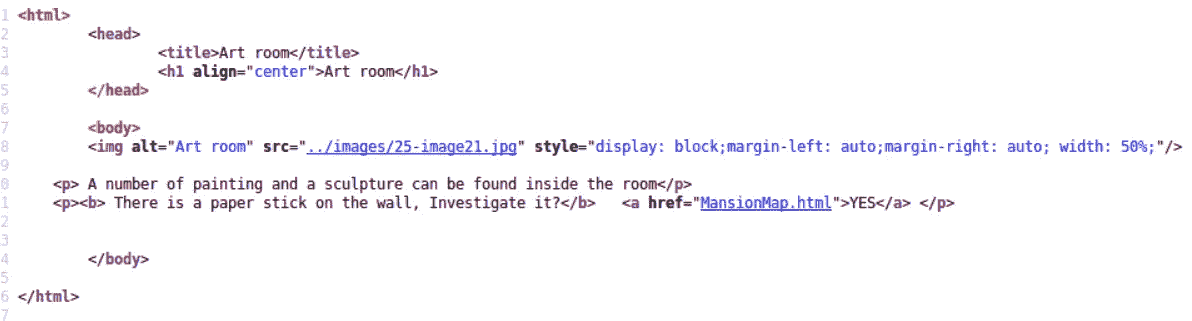 1 <html>
2 <head>
3 <title>Art room</title>
4 <h1 align="center">Art room</h1>
5 </head>
6
7 <body>
8 <img alt="Art room" src="../images/25-image21.jpg" style="display: block;margin-left: auto;margin-right: auto; width: 50%;"/>
9
0 <p> A number of painting and a sculpture can be found inside the room</p>
1 <p><b> There is a paper stick on the wall, Investigate it?</b> <a href="MansionMap.html">YES</a> </p>
2
3
4 </body>
5
6 </html>
7